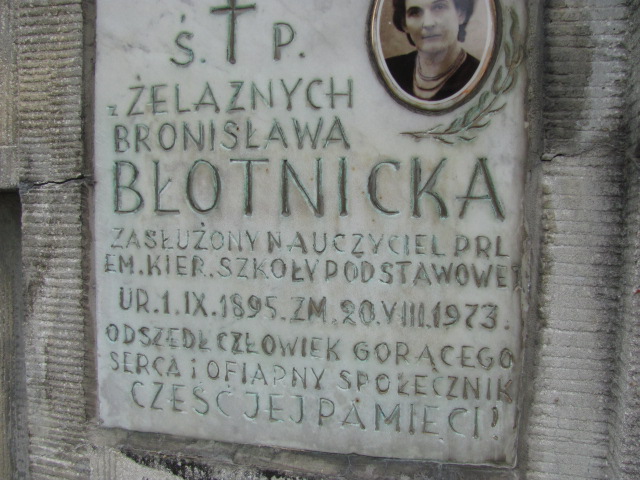 Ś. P.
z ŻELAZNYCH
BRONISŁAWA
BŁOTNICKA
ZASŁUŻONY NAUCZYCIEL PRL
EM. KIER. SZKOŁY PODSTAWOWEJ
UR. 1. IX. 1895. ZM. 20. VIII. 1973.
ODSZEDŁ CZŁOWIEK GORĄCEGO
SERCA i OFIARNY SPOŁECZNIK
CZEŚĆ JEJ PAMIĘCI!